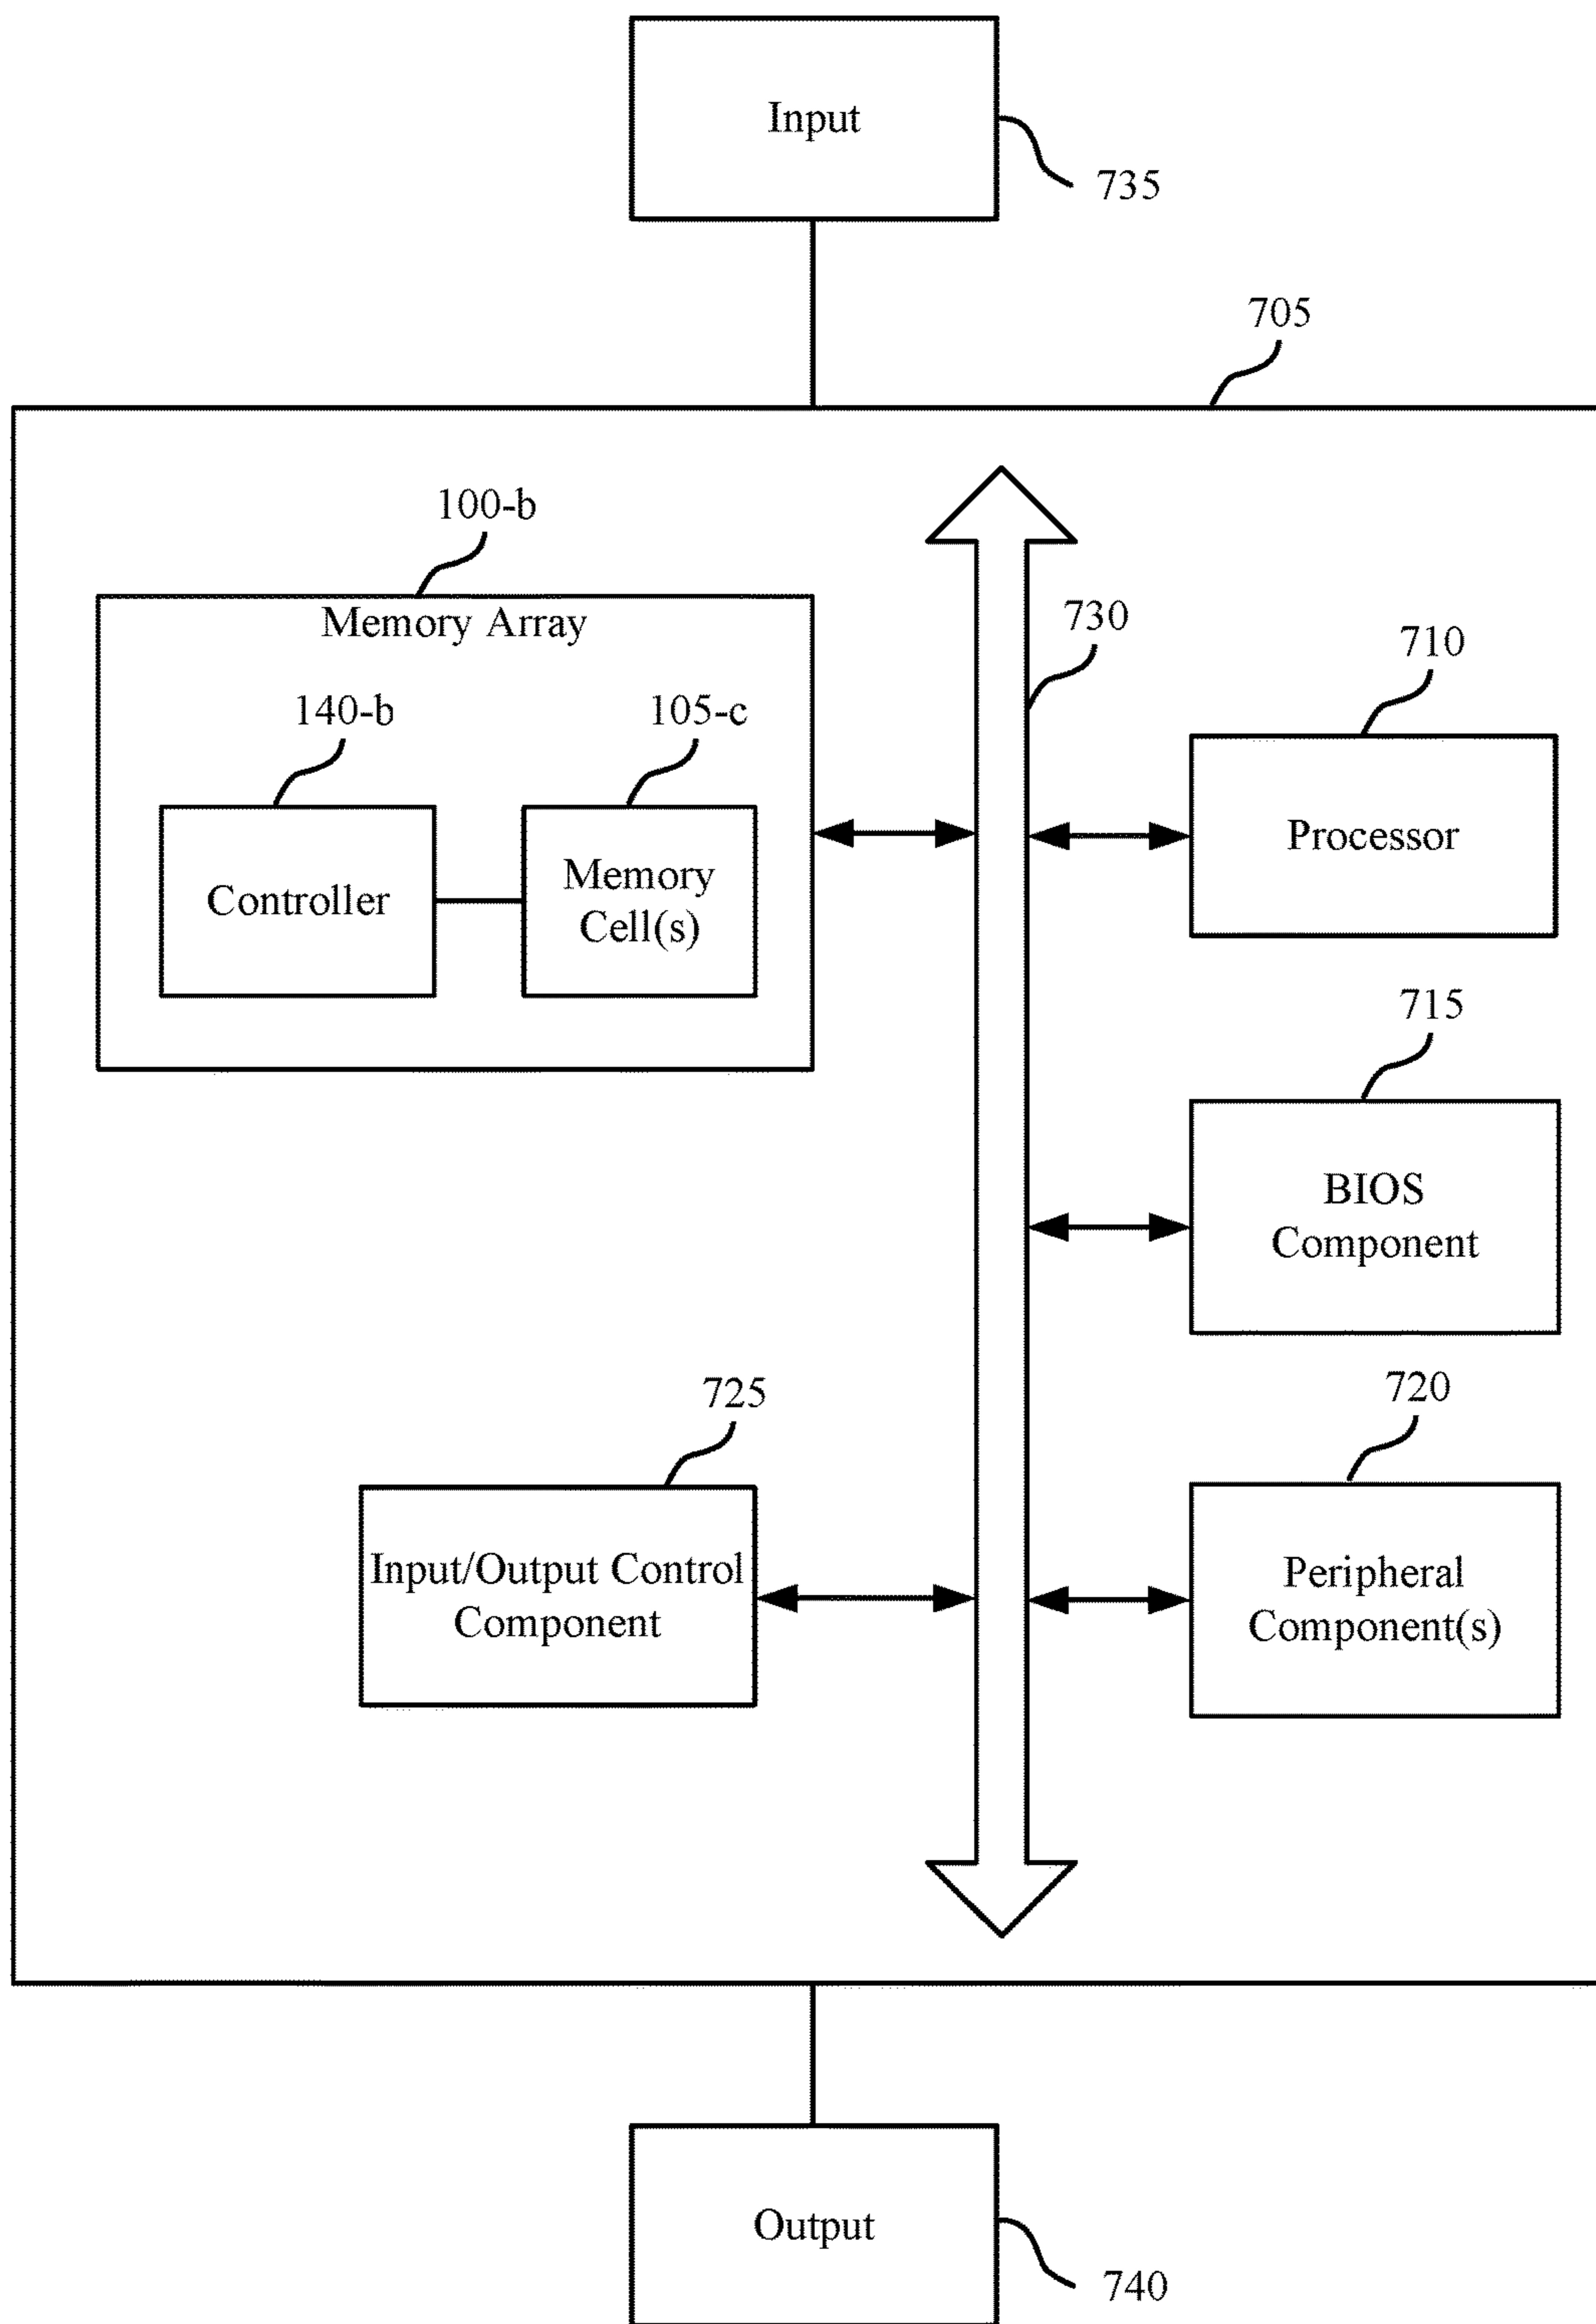 Input
735
705
100-b
Memory Array
730
710
140-b
105-c
Controller
Memory
Cell(s)
Processor
715
BIOS
Component
725
720
Input/Output Control
Component
Peripheral
Component(s)
Output
740